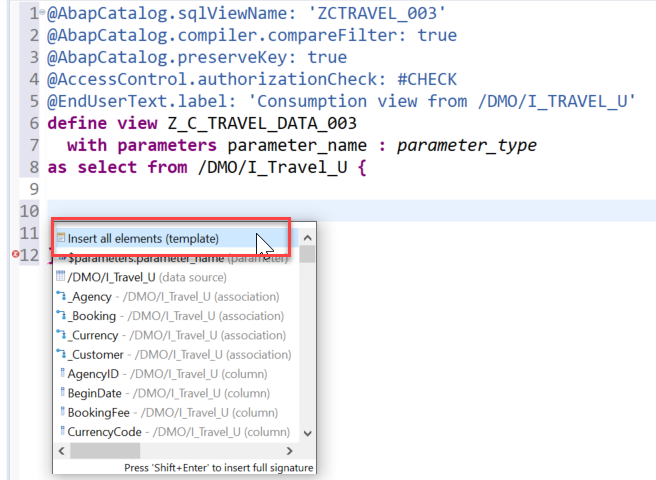 1 @AbapCatalog.sqlViewName: 'ZCTRAVEL_003'
2 @AbapCatalog.compiler.compareFilter: true
3 @AbapCatalog.preserveKey: true
4 @AccessControl.authorizationCheck: #CHECK
5 @EndUserText.label: 'Consumption view from /DMO/I_TRAVEL_U'
6 define view Z_C_TRAVEL_DATA_003
7 with parameters parameter_name : parameter_type
8 as select from /DMO/I_Travel_U {
9
10
11
Insert all elements (template)
12 }
$parameters.parameter_name (parameter)
/DMO/I_Travel_U (data source)
_Agency - /DMO/I_Travel_U (association)
_Booking - /DMO/I_Travel_U (association)
_Currency - /DMO/I_Travel_U (association)
_Customer - /DMO/I_Travel_U (association)
AgencyID - /DMO/I_Travel_U (column)
BeginDate - /DMO/I_Travel_U (column)
BookingFee - /DMO/I_Travel_U (column)
CurrencyCode - /DMO/I_Travel_U (column)
Press 'Shift+Enter' to insert full signature